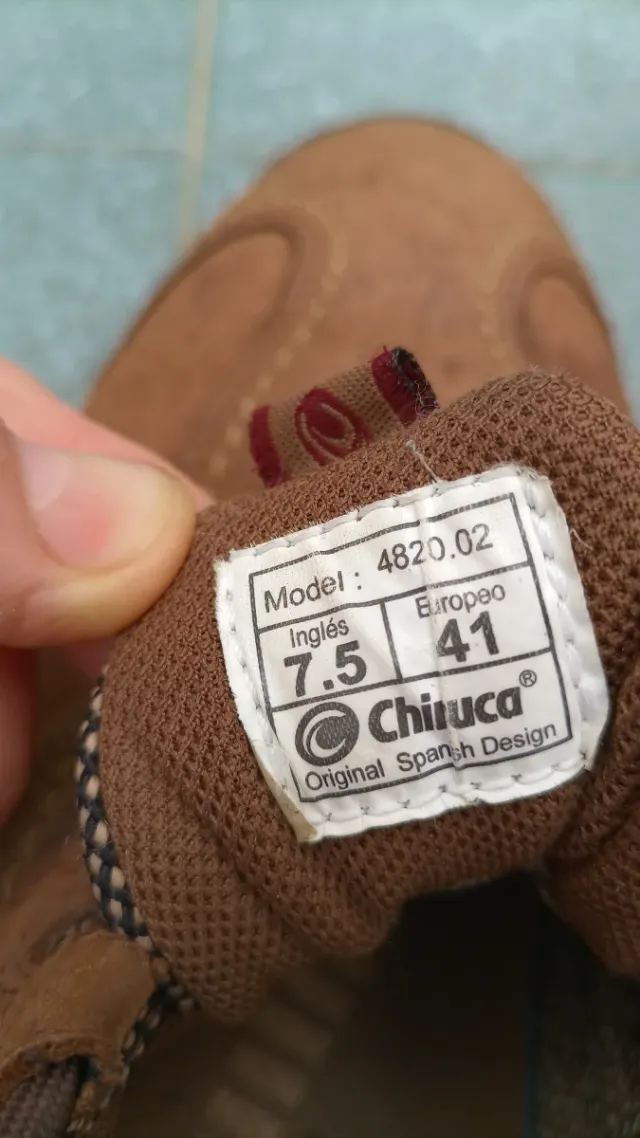 Model : 4820.02
Inglés Europeo
7.5 41
Chiruca®
Original Spanish Design